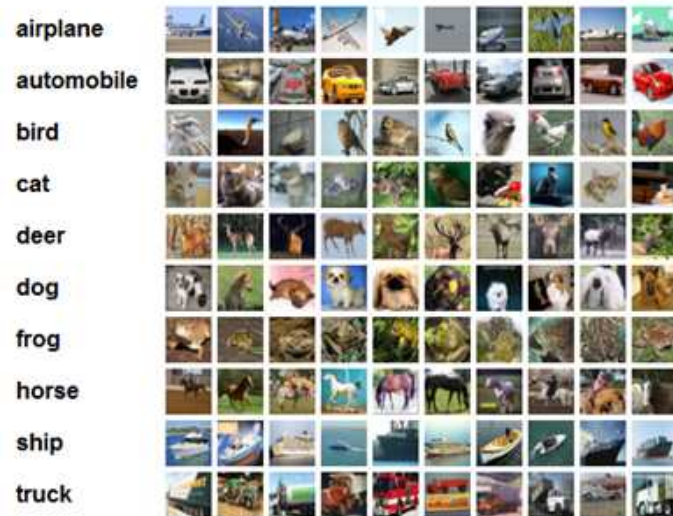 airplane
automobile
bird
cat
deer
dog
frog
horse
ship
truck